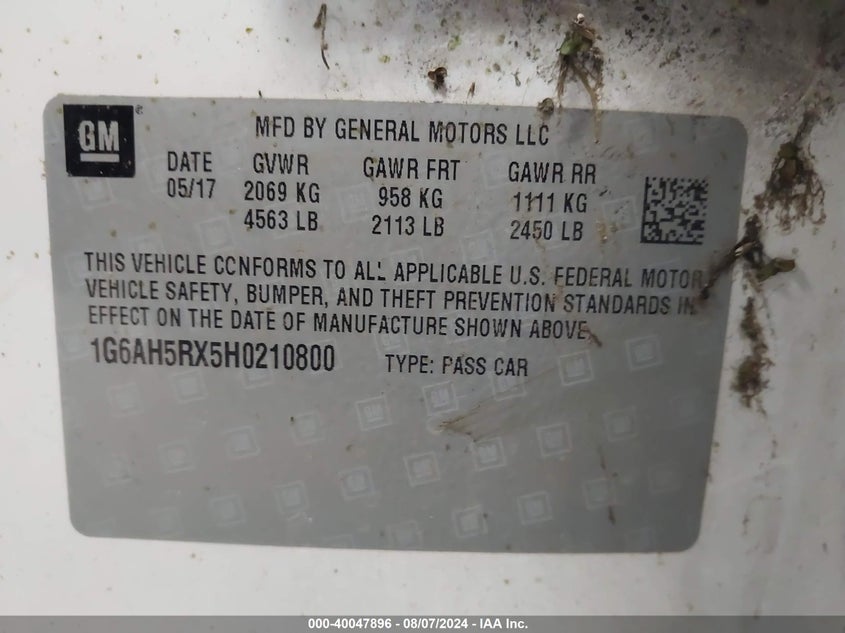 GM
MFD BY GENERAL MOTORS LLC
DATE GVWR GAWR FRT GAWR RR
05/17 2069 KG 958 KG 1111 KG
4563 LB 2113 LB 2450 LB
THIS VEHICLE CONFORMS TO ALL APPLICABLE U.S. FEDERAL MOTOR
VEHICLE SAFETY, BUMPER, AND THEFT PREVENTION STANDARDS IN
EFFECT ON THE DATE OF MANUFACTURE SHOWN ABOVE.
1G6AH5RX5H0210800 TYPE: PASS CAR
000-40047896 - 08/07/2024 - IAA Inc.